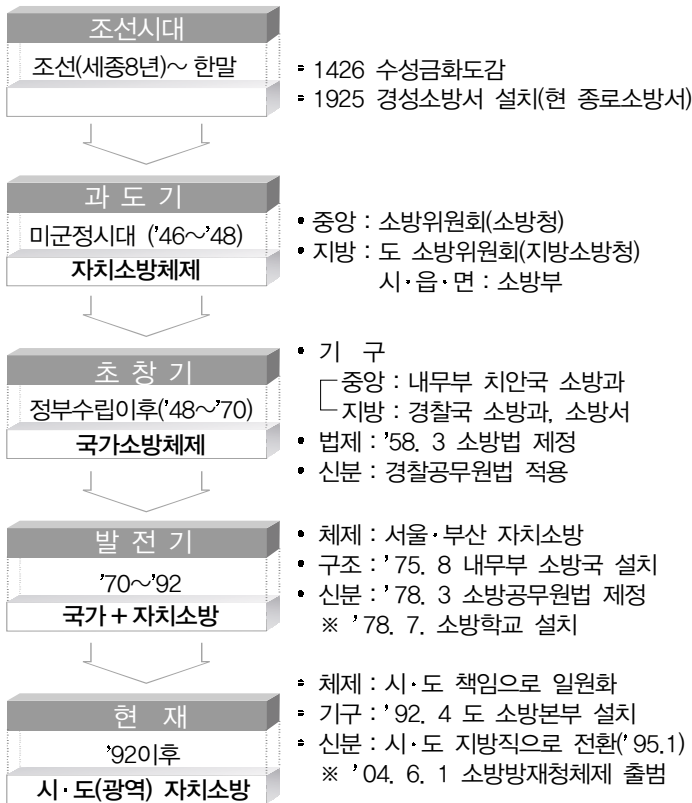 조선시대
조선(세종8년)~ 한말
• 1426 수성금화도감
• 1925 경성소방서 설치(현 종로소방서)
과 도 기
미군정시대 ('46~'48)
자치소방체제
• 중앙 : 소방위원회(소방청)
• 지방 : 도 소방위원회(지방소방청)
시·읍·면 : 소방부
초 창 기
정부수립이후('48~'70)
국가소방체제
• 기 구
중앙 : 내무부 치안국 소방과
지방 : 경찰국 소방과, 소방서
• 법제 : '58. 3 소방법 제정
• 신분 : 경찰공무원법 적용
발 전 기
'70~'92
국가 + 자치소방
• 체제 : 서울·부산 자치소방
• 구조 : '75. 8 내무부 소방국 설치
• 신분 : '78. 3 소방공무원법 제정
※ '78. 7. 소방학교 설치
현 재
'92이후
시·도(광역) 자치소방
• 체제 : 시·도 책임으로 일원화
• 기구 : '92. 4 도 소방본부 설치
• 신분 : 시·도 지방직으로 전환('95.1)
※ '04. 6. 1 소방방재청체제 출범